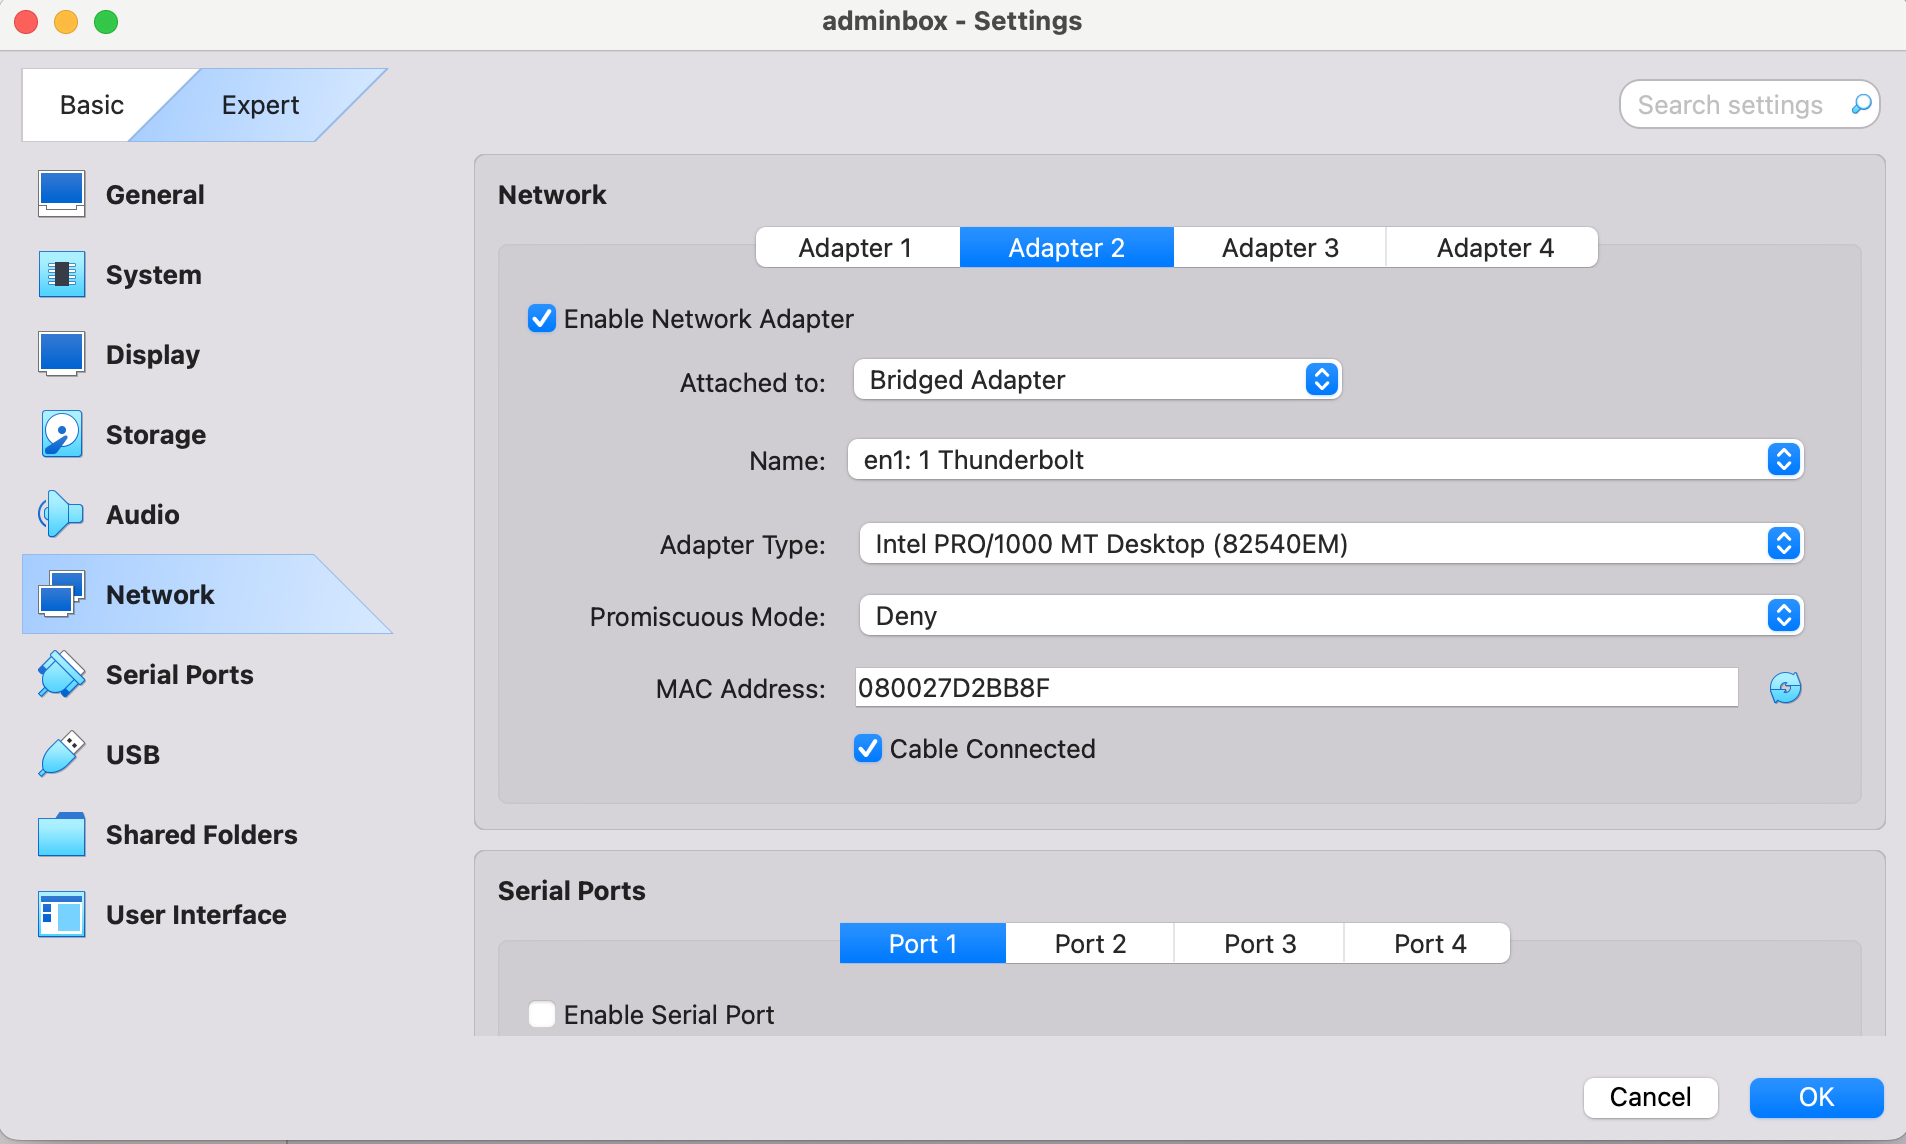 adminbox - Settings
Basic
Expert
Search settings
General
System
Display
Storage
Audio
Network
Serial Ports
USB
Shared Folders
User Interface
Network
Adapter 1 Adapter 2 Adapter 3 Adapter 4
Enable Network Adapter
Attached to: Bridged Adapter
Name: en1: 1 Thunderbolt
Adapter Type: Intel PRO/1000 MT Desktop (82540EM)
Promiscuous Mode: Deny
MAC Address: 080027D2BB8F
Cable Connected
Serial Ports
Port 1 Port 2 Port 3 Port 4
Enable Serial Port
Cancel OK